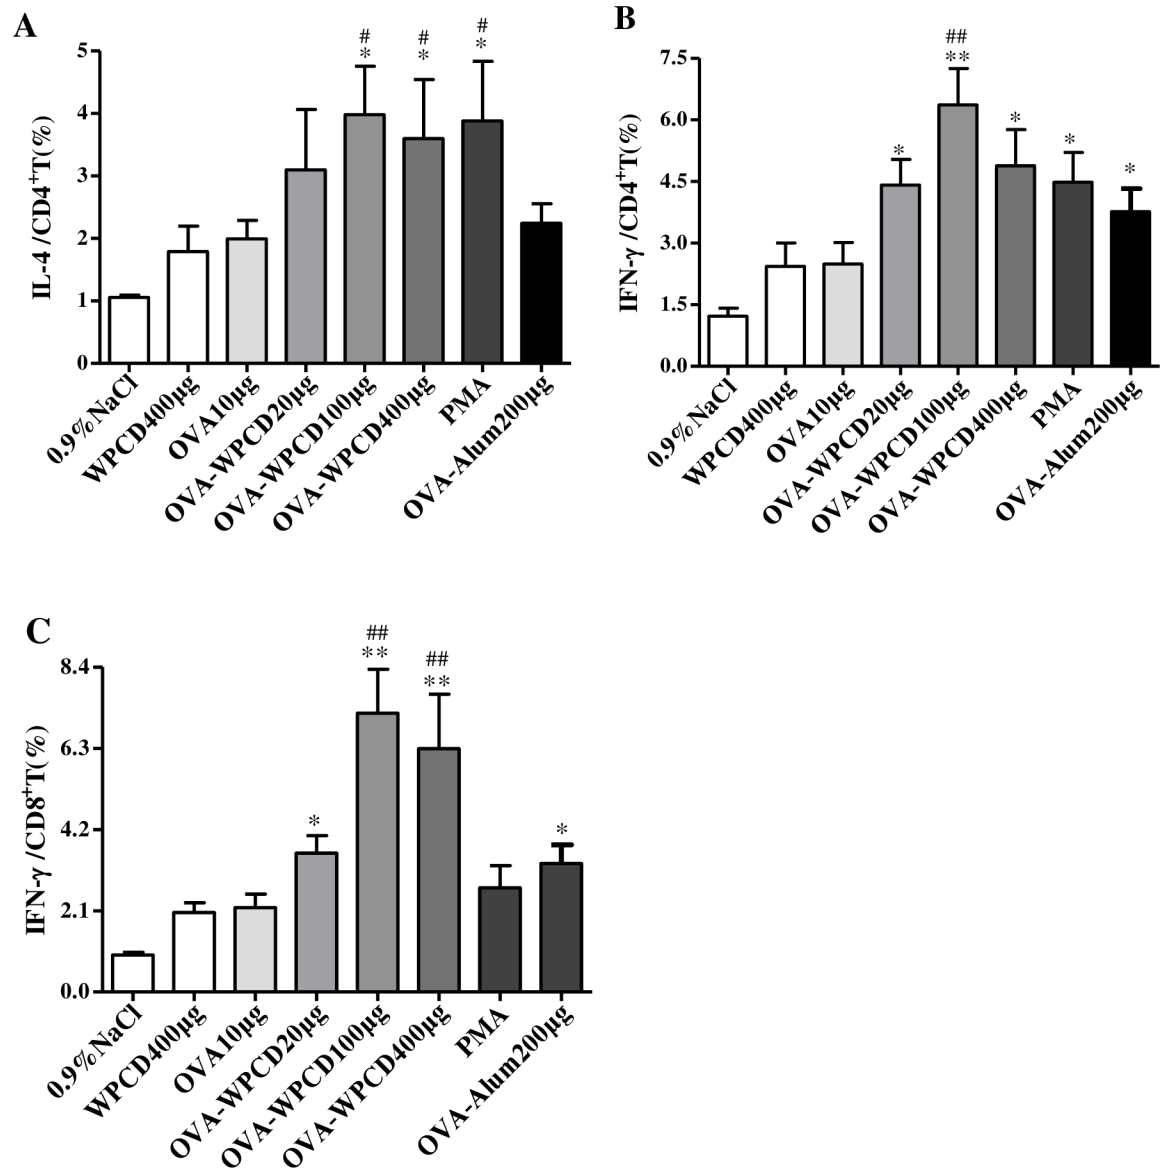 A
IL-4 /CD4⁺T(%)
5
4
3
2
1
0
#
*
#
*
#
*
0.9%NaCl
WPCD400μg
OVA10μg
OVA-WPCD20μg
OVA-WPCD100μg
OVA-WPCD400μg
PMA
OVA-Alum200μg
B
IFN-γ /CD4⁺T(%)
7.5
6.0
4.5
3.0
1.5
0.0
*
##
**
*
*
*
0.9%NaCl
WPCD400μg
OVA10μg
OVA-WPCD20μg
OVA-WPCD100μg
OVA-WPCD400μg
PMA
OVA-Alum200μg
C
IFN-γ /CD8⁺T(%)
8.4
6.3
4.2
2.1
0.0
*
##
**
##
**
*
0.9%NaCl
WPCD400μg
OVA10μg
OVA-WPCD20μg
OVA-WPCD100μg
OVA-WPCD400μg
PMA
OVA-Alum200μg